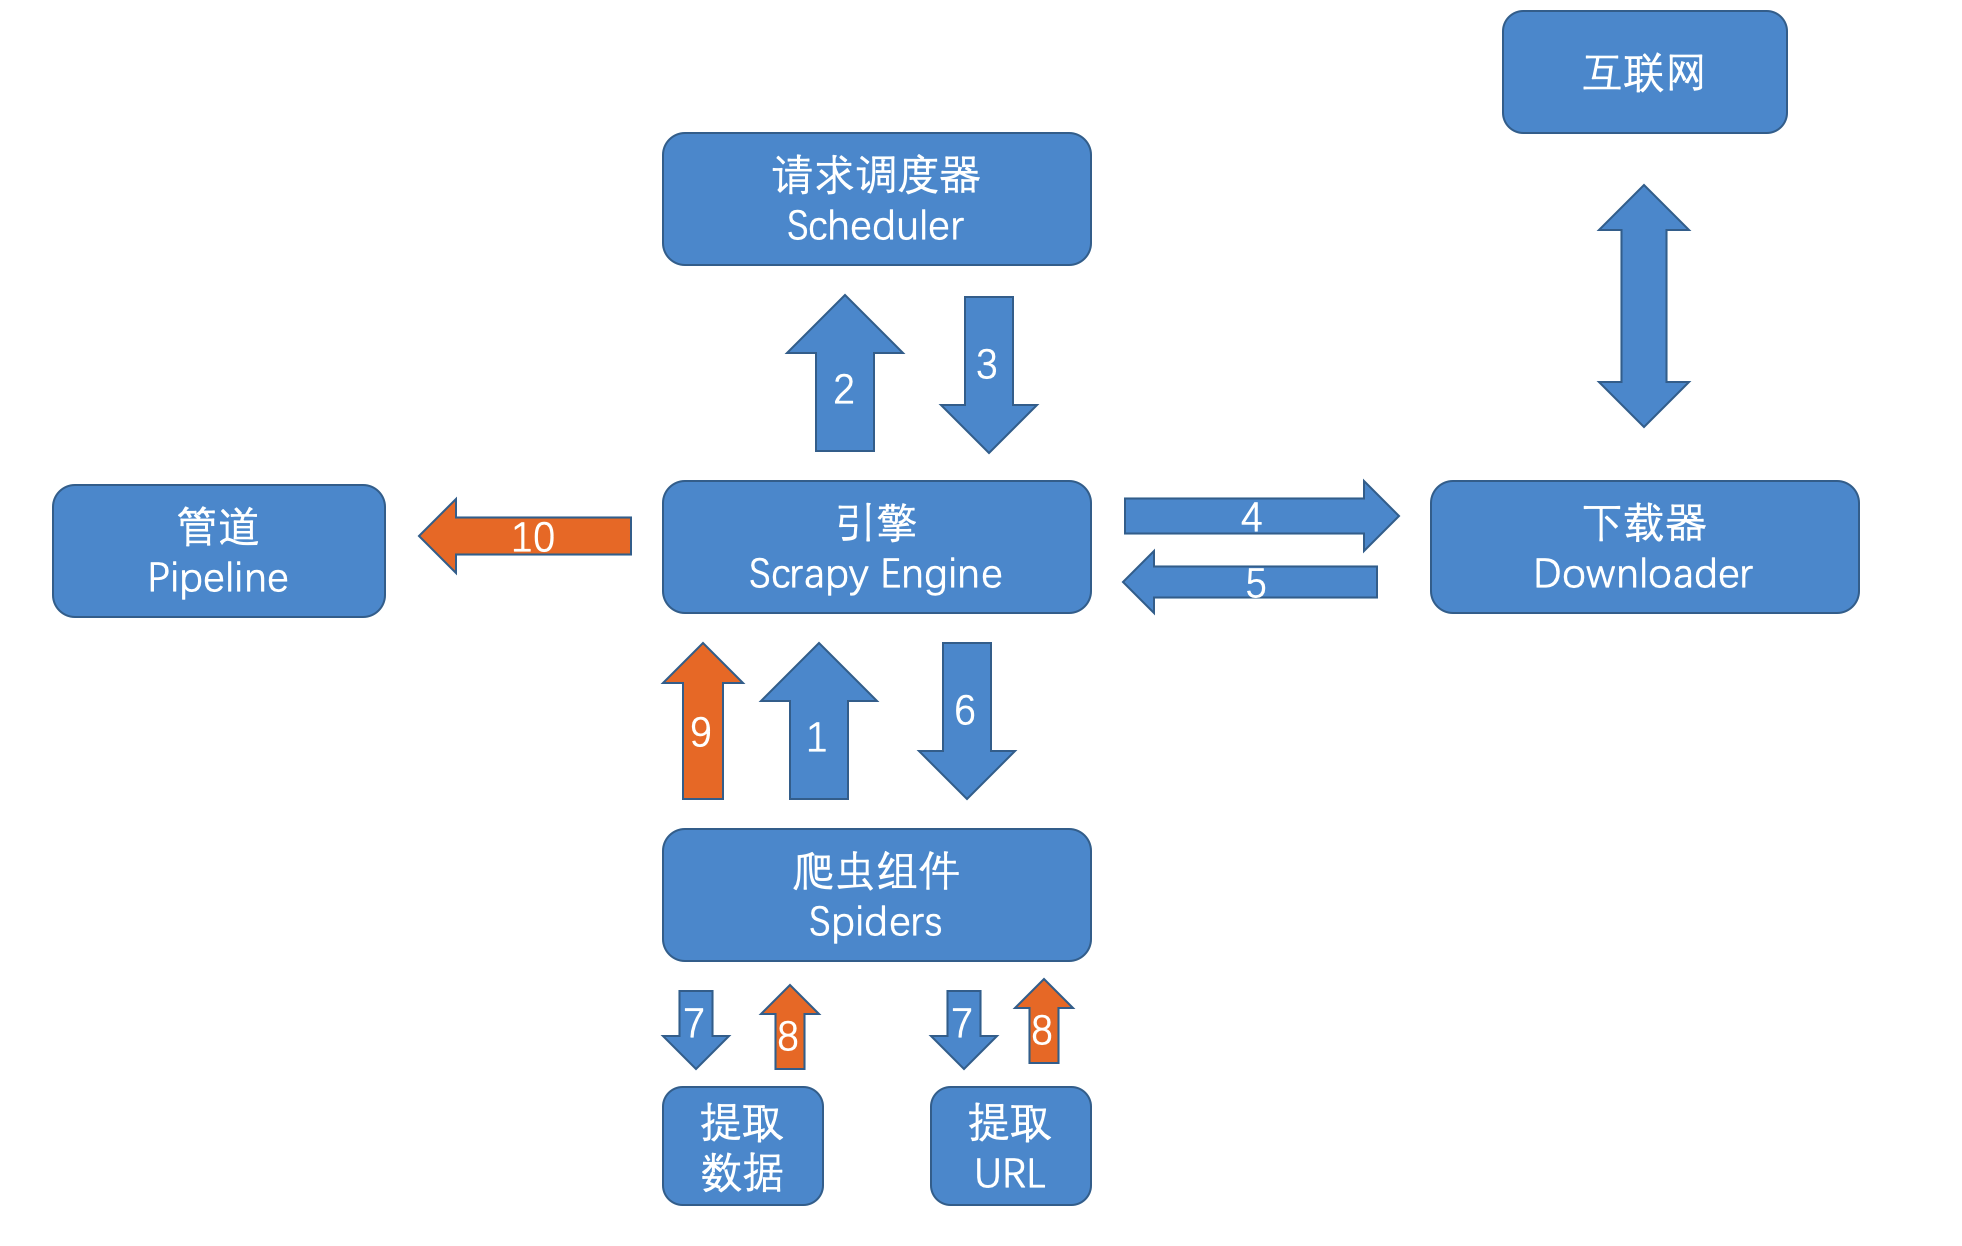 互联网
请求调度器
Scheduler
2
3
管道
Pipeline
10
引擎
Scrapy Engine
4
5
下载器
Downloader
9
1
6
爬虫组件
Spiders
7
8
7
8
提取
数据
提取
URL